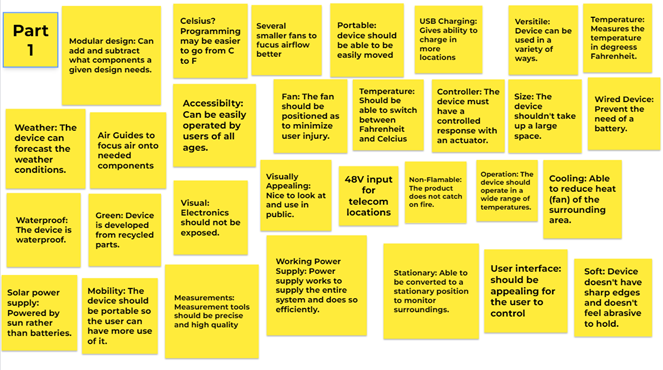 Part
1
Modular design: Can
add and subtract
what components a
given design needs.
Celsius?
Programming
may be easier
to go from C
to F
Several
smaller fans to
fucus airflow
better
Portable:
device should
be able to be
easily moved
USB Charging:
Gives ability to
charge in
more
locations
Versitile:
Device can
be used in a
variety of
ways.
Temperature:
Measures the
temperature
in degreess
Fahrenheit.
Weather: The
device can
forecast the
weather
conditions.
Air Guides to
focus air onto
needed
components
Accessibilty:
Can be easily
operated by
users of all
ages.
Fan: The fan
should be
positioned as
to minimize
user injury.
Temperature:
Should be
able to switch
between
Fahrenheit
and Celcius
Controller: The
device must
have a
controlled
response with
an actuator.
Size: The
device
shouldn't take
up a large
space.
Wired Device:
Prevent the
need of a
battery.
Waterproof:
The device is
waterproof.
Green: Device
is developed
from recycled
parts.
Visual:
Electronics
should not be
exposed.
Visually
Appealing:
Nice to look at
and use in
public.
48V input
for
telecom
locations
Non-Flamable:
The product
does not catch
on fire.
Operation: The
device should
operate in a
wide range of
temperatures.
Cooling: Able
to reduce heat
(fan) of the
surrounding
area.
Solar power
supply:
Powered by
sun rather
than batteries.
Mobility: The
device should
be portable so
the user can
have more use
of it.
Measurements:
Measurement tools
should be precise
and high quality
Working Power
Supply: Power
supply works to
supply the entire
system and does so
efficiently.
Stationary: Able to
be converted to a
stationary position
to monitor
surroundings.
User interface:
should be
appealing for
the user to
control
Soft: Device
doesn't have
sharp edges
and doesn't
feel abrasive
to hold.